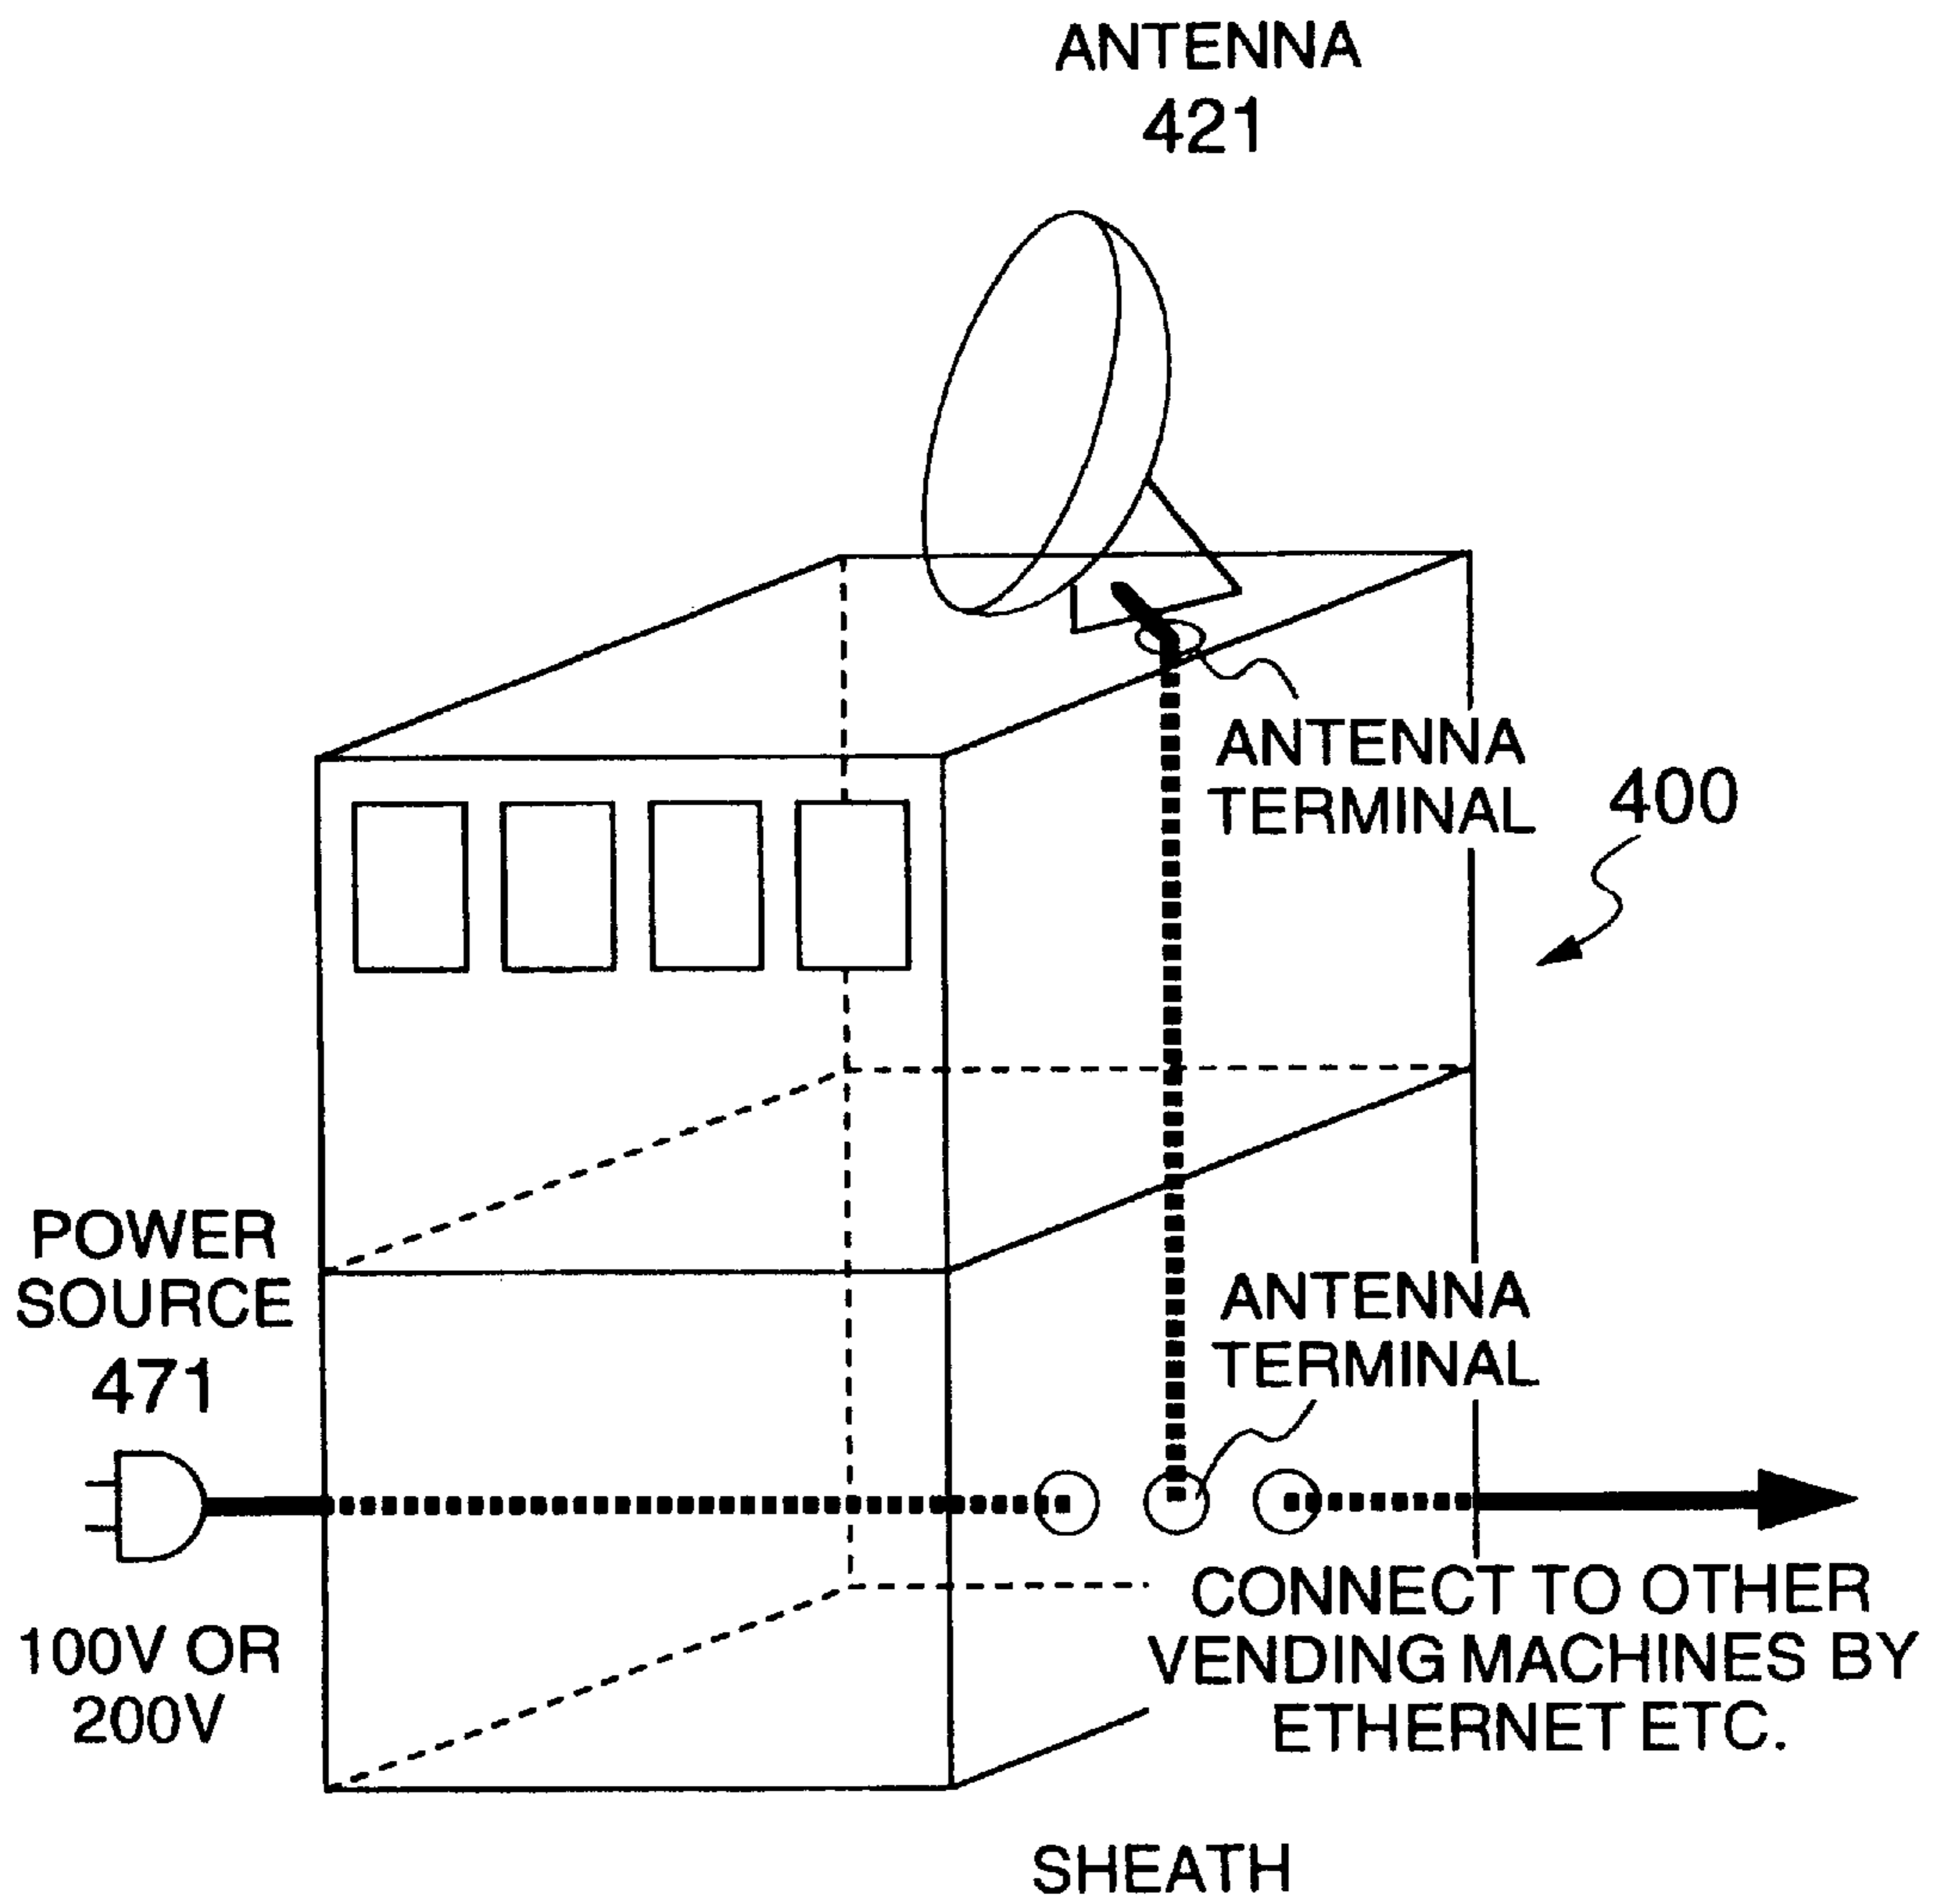 ANTENNA
421
ANTENNA
TERMINAL
400
POWER
SOURCE
471
ANTENNA
TERMINAL
100V OR
200V
CONNECT TO OTHER
VENDING MACHINES BY
ETHERNET ETC.
SHEATH